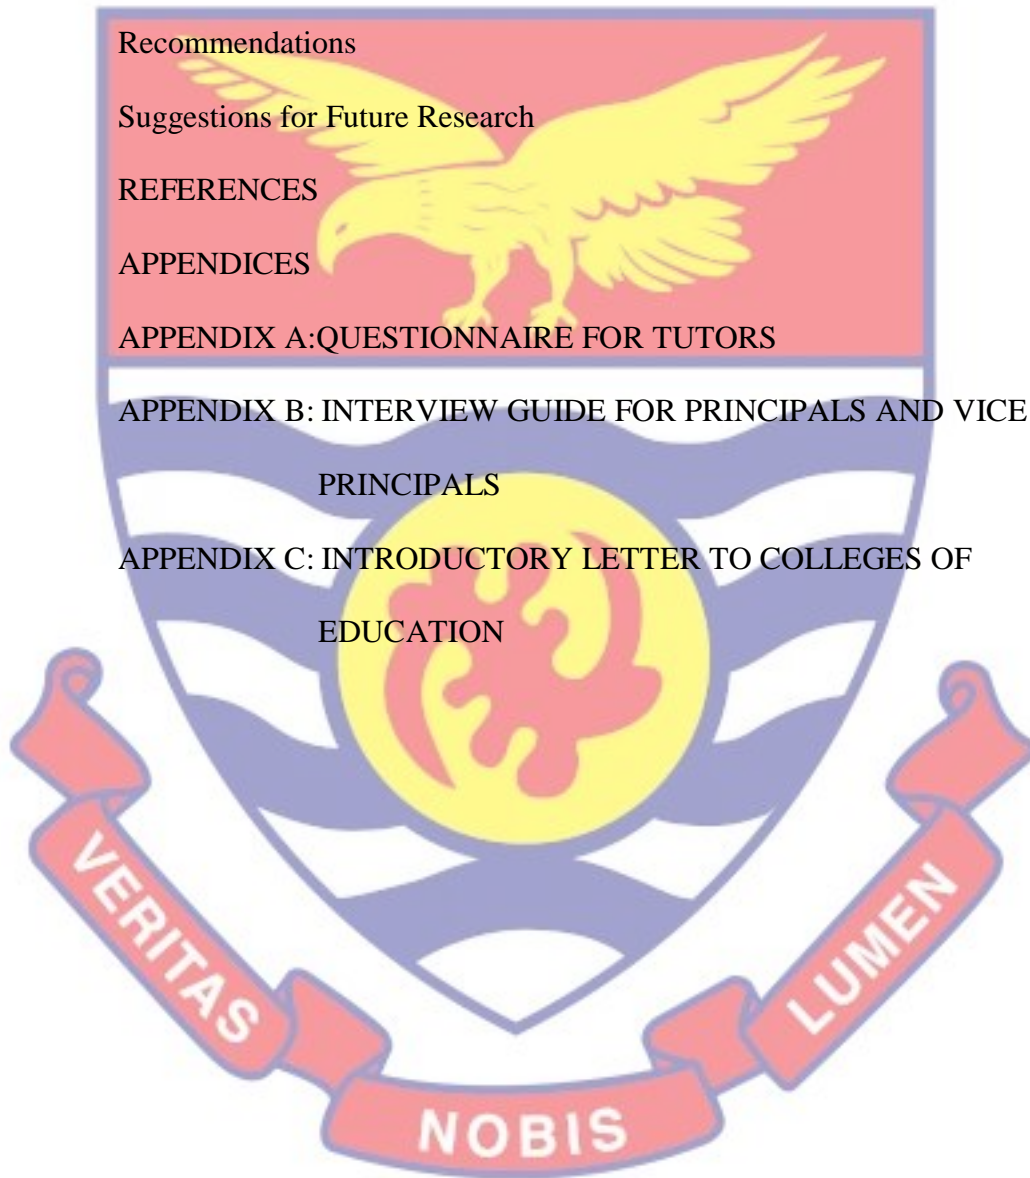 Recommendations
Suggestions for Future Research
REFERENCES
APPENDICES
APPENDIX A:QUESTIONNAIRE FOR TUTORS
APPENDIX B: INTERVIEW GUIDE FOR PRINCIPALS AND VICE
PRINCIPALS
APPENDIX C: INTRODUCTORY LETTER TO COLLEGES OF
EDUCATION
VERITAS
NOBIS
LUMEN